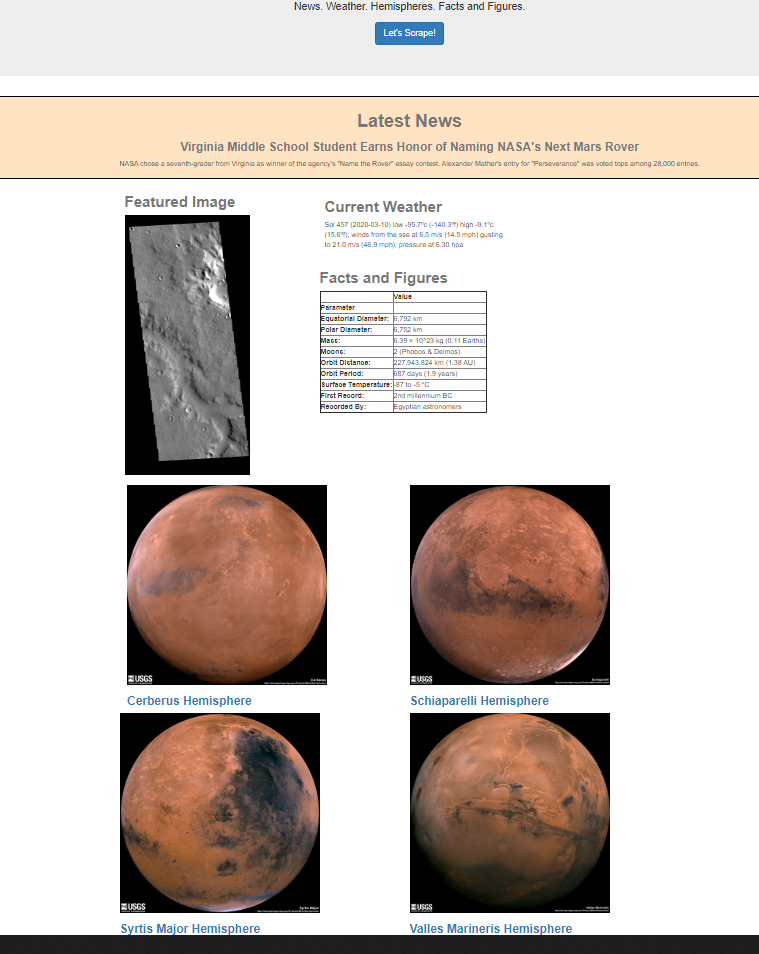 News. Weather. Hemispheres. Facts and Figures.
Let's Scrape!
Latest News
Virginia Middle School Student Earns Honor of Naming NASA's Next Mars Rover
NASA chose a seventh-grader from Virginia as winner of the agency's "Name the Rover" essay contest. Alexander Mather's entry for "Perseverance" was voted tops among 28,000 entries.
Featured Image
Current Weather
Sol 457 (2020-03-10) low -95.7ºc (-140.3ºf) high -9.1ºc
(15.6ºf); winds from the sse at 6.5 m/s (14.5 mph) gusting
to 21.0 m/s (46.9 mph); pressure at 6.30 hpa
Facts and Figures
Value
Parameter
Equatorial Diameter: 6,792 km
Polar Diameter: 6,752 km
Mass: 6.39 × 10^23 kg (0.11 Earths)
Moons: 2 (Phobos & Deimos)
Orbit Distance: 227,943,824 km (1.38 AU)
Orbit Period: 687 days (1.9 years)
Surface Temperature: -87 to -5 °C
First Record: 2nd millennium BC
Recorded By: Egyptian astronomers
USGS Cerberus
USGS Schiaparelli
Cerberus Hemisphere
Schiaparelli Hemisphere
USGS Syrtis Major
USGS Valles Marineris
Syrtis Major Hemisphere
Valles Marineris Hemisphere